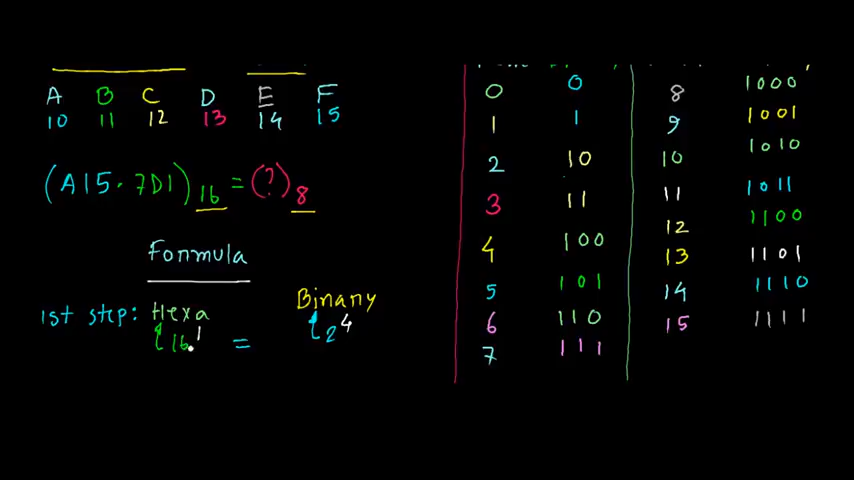 A B C D E F
10 11 12 13 14 15
(A15.7D1)16 = (?)8
Formula
1st step: Hexa Binary
16¹ = 2⁴
0 0 8 1000
1 1 9 1001
2 10 10 1010
3 11 11 1011
4 100 12 1100
5 101 13 1101
6 110 14 1110
7 111 15 1111